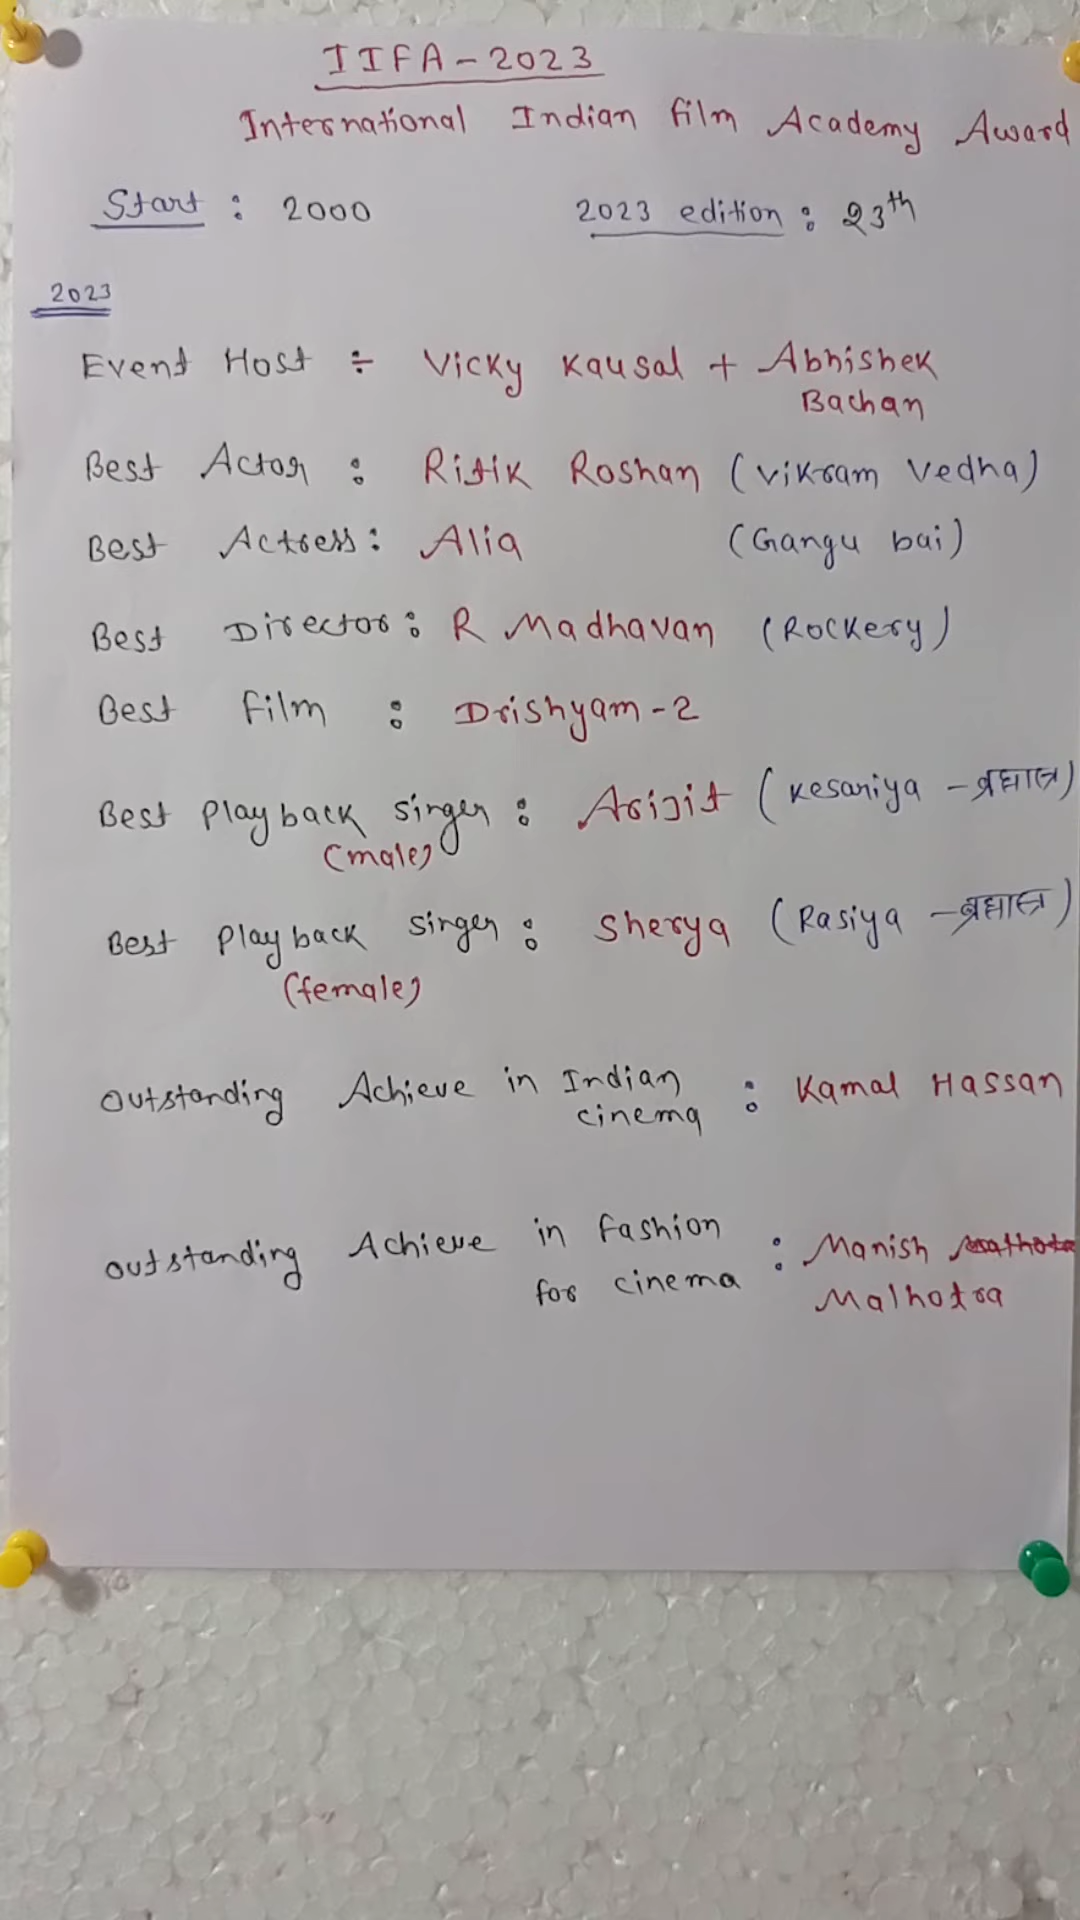 IIFA-2023
International Indian film Academy Award
Start : 2000 2023 edition : 23th
2023
Event Host ÷ Vicky Kausal + Abhishek
Bachan
Best Actor : Ritik Roshan (Vikram Vedha)
Best Actress : Alia (Gangu bai)
Best Director : R Madhavan (Rockery)
Best film : Drishyam-2
Best Playback singer : Arijit (Kesariya - ब्रह्मास्त्र)
(male)
Best Playback singer : Sherya (Rasiya - ब्रह्मास्त्र)
(female)
Outstanding Achieve in Indian : Kamal Hassan
cinema
Outstanding Achieve in fashion : Manish
for cinema Malhotra